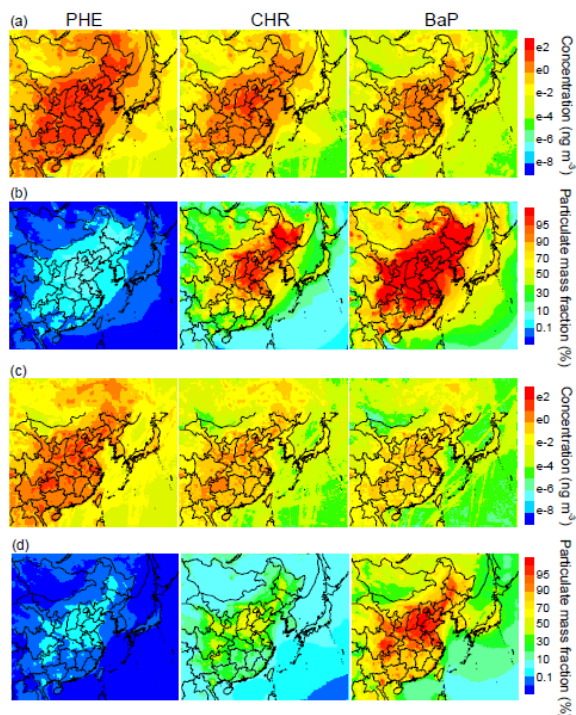 (a) PHE CHR BaP
e2
e0
e-2
e-4
e-6
e-8
Concentration (ng m⁻³)
(b)
95
90
70
50
30
10
0.1
Particulate mass fraction (%)
(c)
e2
e0
e-2
e-4
e-6
e-8
Concentration (ng m⁻³)
(d)
95
90
70
50
30
10
0.1
Particulate mass fraction (%)